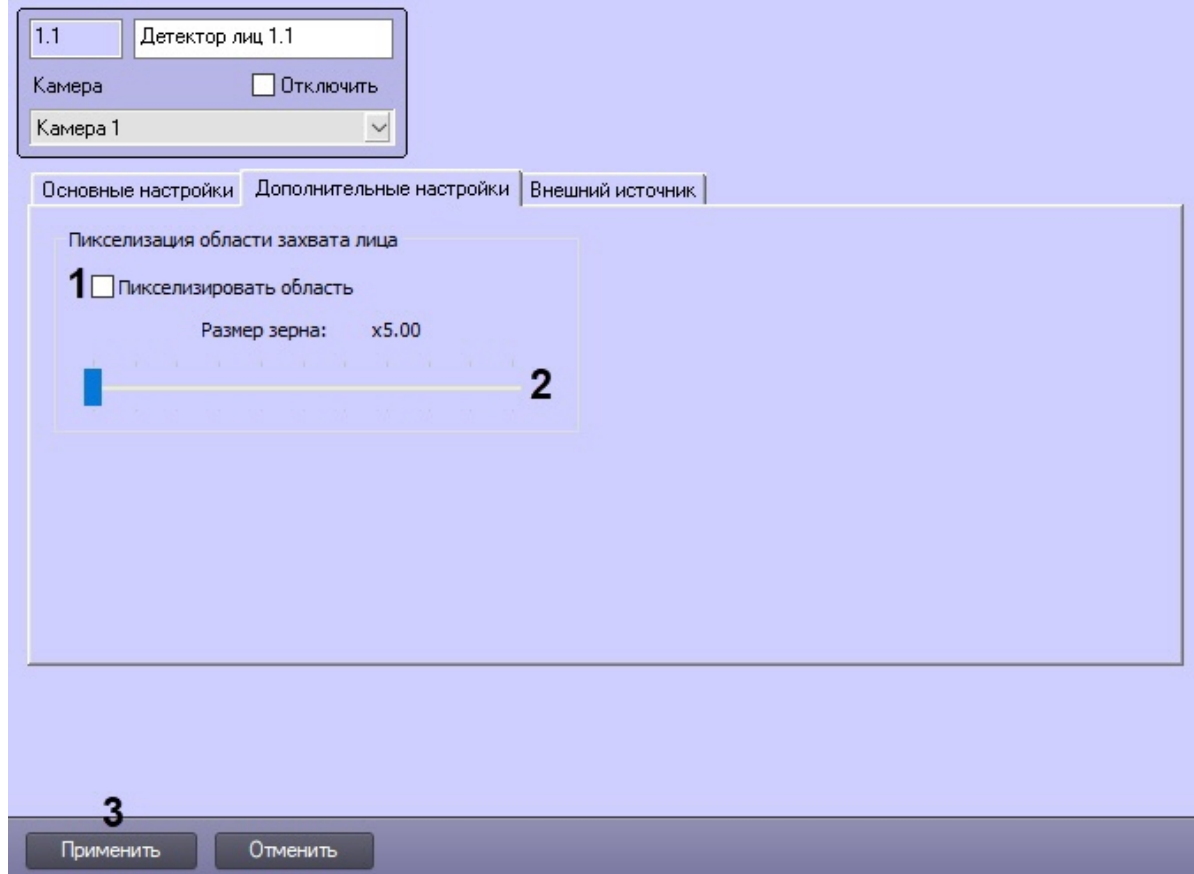 1.1 Детектор лиц 1.1
Камера Отключить
Камера 1
Основные настройки Дополнительные настройки Внешний источник
Пикселизация области захвата лица
1 Пикселизировать область
Размер зерна: x5.00
2
3
Применить Отменить